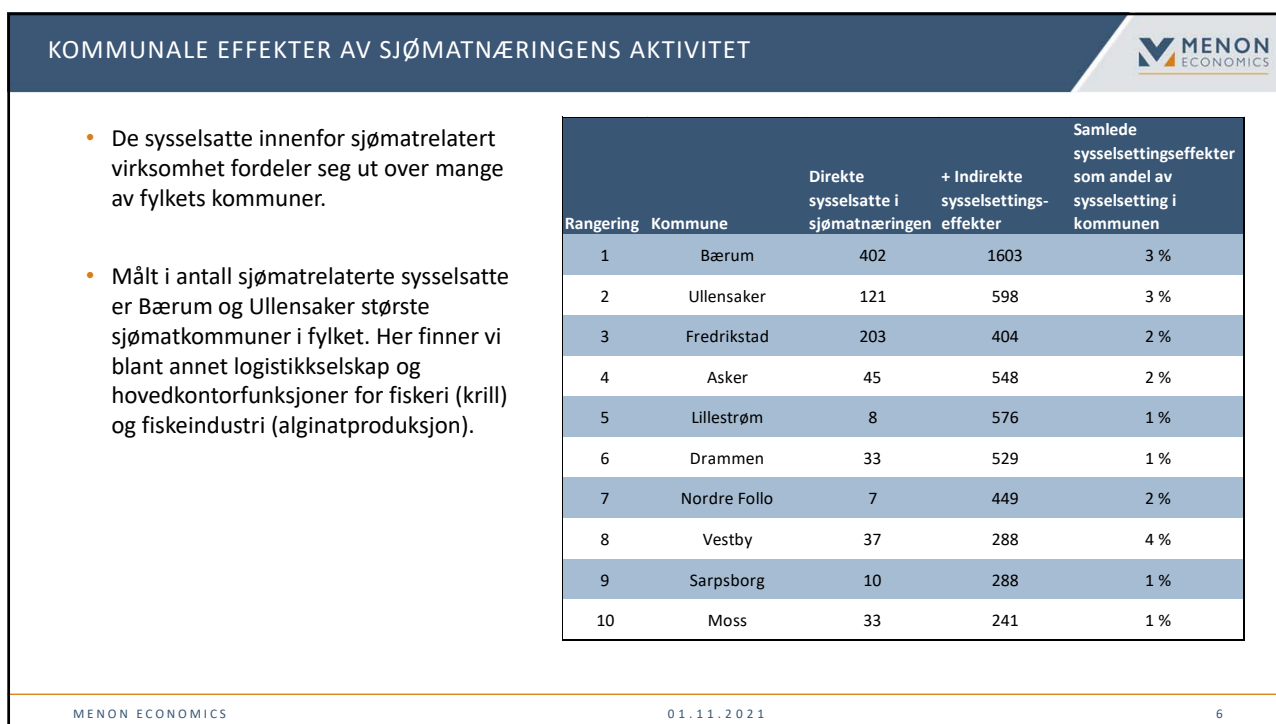 KOMMUNALE EFFEKTER AV SJØMATNÆRINGENS AKTIVITET
MENON
ECONOMICS
• De sysselsatte innenfor sjømatrelatert
virksomhet fordeler seg ut over mange
av fylkets kommuner.
• Målt i antall sjømatrelaterte sysselsatte
er Bærum og Ullensaker største
sjømatkommuner i fylket. Her finner vi
blant annet logistikkselskap og
hovedkontorfunksjoner for fiskeri (krill)
og fiskeindustri (alginatproduksjon).
Samlede
sysselsettingseffekter
Direkte + Indirekte som andel av
sysselsatte i sysselsettings- sysselsetting i
Rangering Kommune sjømatnæringen effekter kommunen
1 Bærum 402 1603 3 %
2 Ullensaker 121 598 3 %
3 Fredrikstad 203 404 2 %
4 Asker 45 548 2 %
5 Lillestrøm 8 576 1 %
6 Drammen 33 529 1 %
7 Nordre Follo 7 449 2 %
8 Vestby 37 288 4 %
9 Sarpsborg 10 288 1 %
10 Moss 33 241 1 %
MENON ECONOMICS 01.11.2021 6